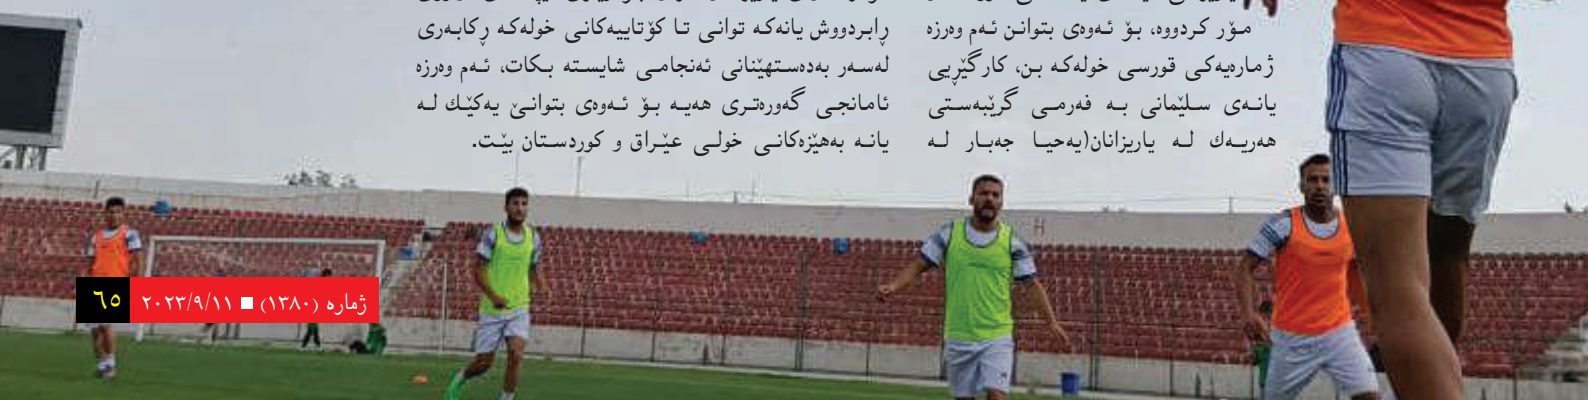 مۆر کردووە، بۆ ئەوەی بتوانن ئەم وەرزە
ژمارەیەکی قورسی خولەکە بن، کارگێڕیی
یانەی سلێمانی بە فەرمی گرێبەستی
هەریەك لە یاریزانان(یەحیا جەبار لە
ڕابردووش یانەکە توانی تا کۆتاییەکانی خولەکە ڕکابەری
لەسەر بەدەستهێنانی ئەنجامی شایستە بکات، ئەم وەرزە
ئامانجی گەورەتری هەیە بۆ ئەوەی بتوانێ یەکێك لە
یانە بەهێزەکانی خولی عێراق و کوردستان بێت.
ژمارە (١٣٨٠) ■ ٢٠٢٣/٩/١١
٦٥